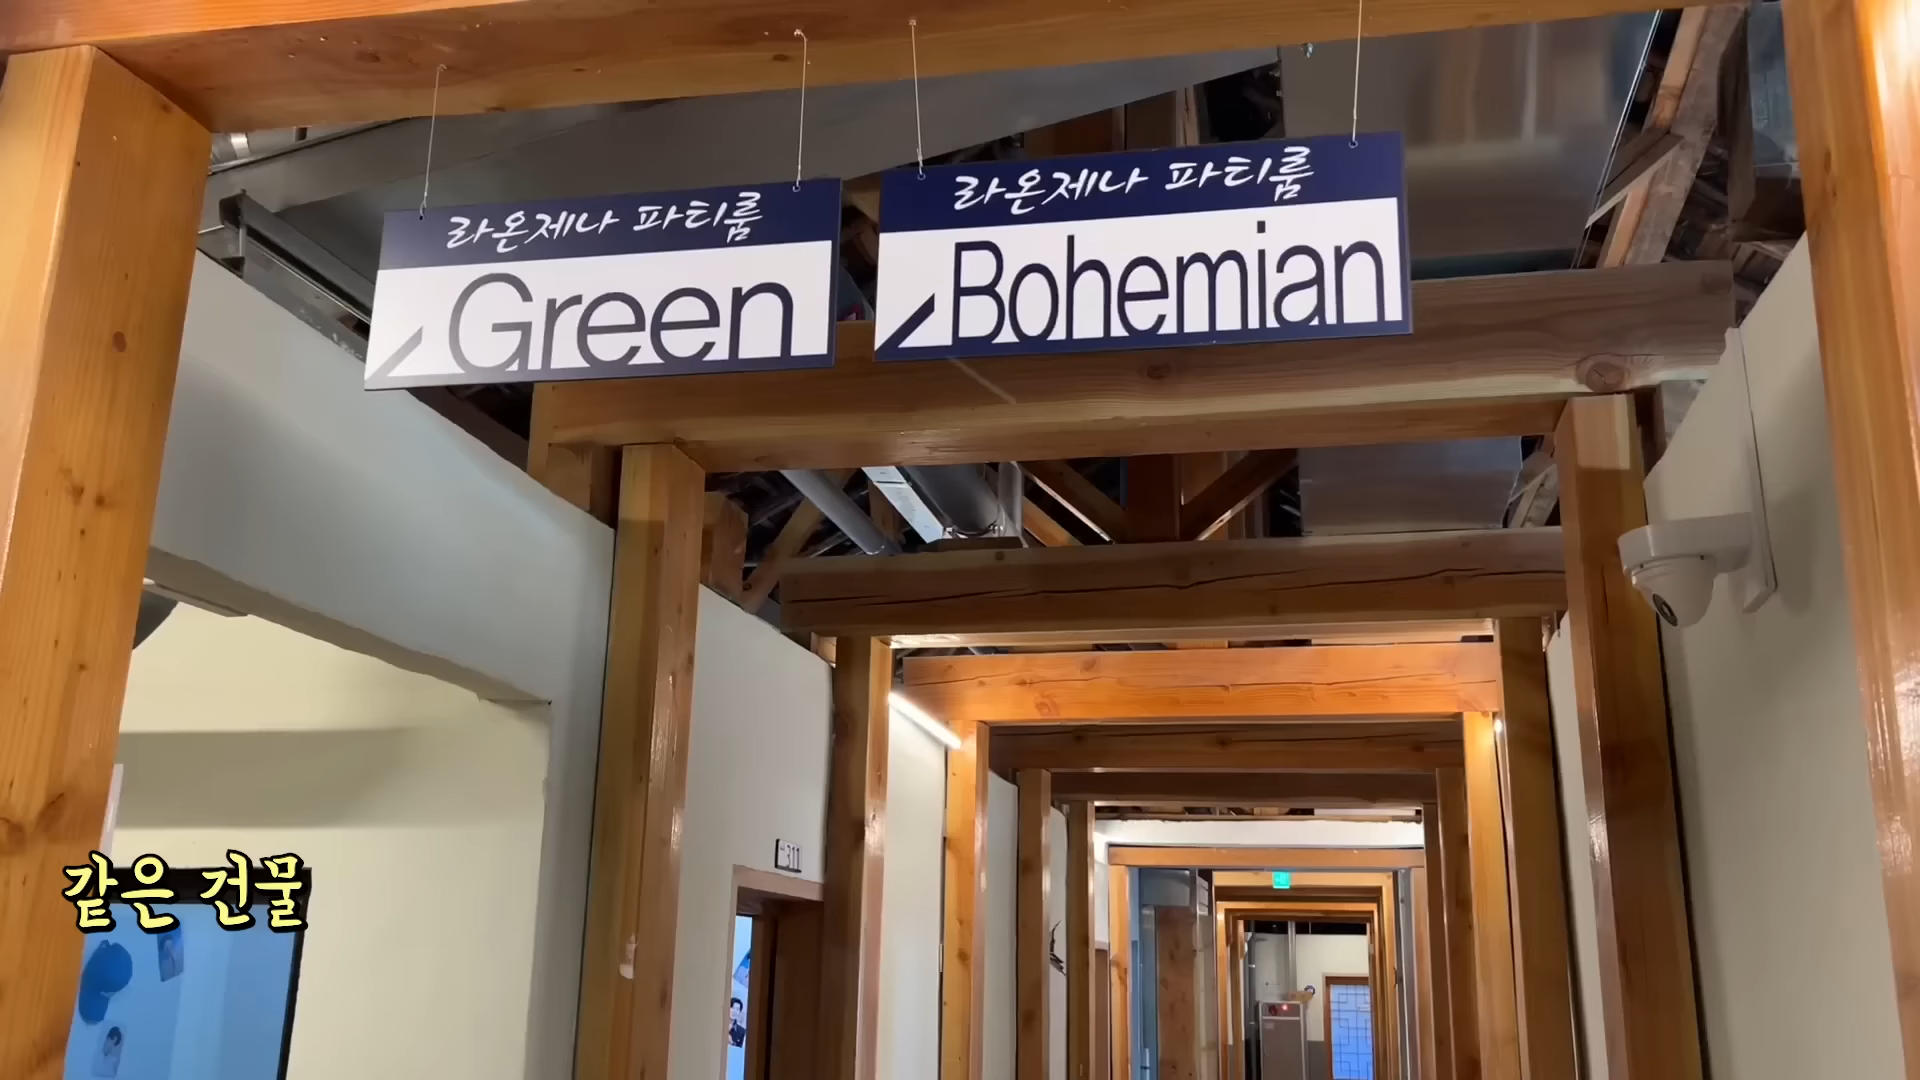 라온제나 파티룸
Green
라온제나 파티룸
Bohemian
311
같은 건물